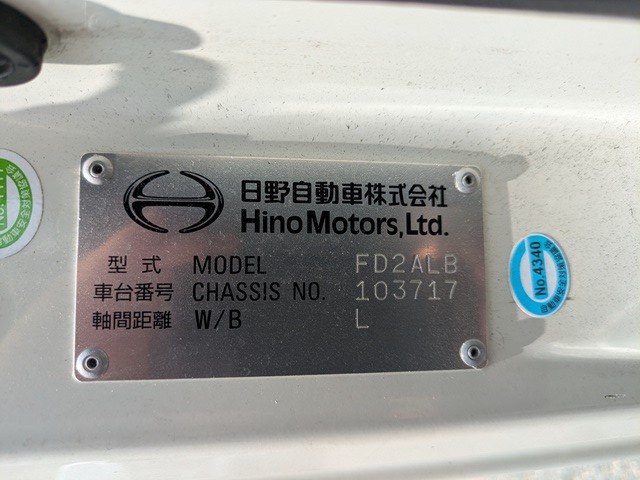 日野自動車株式会社
Hino Motors, Ltd.
型式 MODEL FD2ALB
車台番号 CHASSIS NO. 103717
軸間距離 W/B L
No.4340